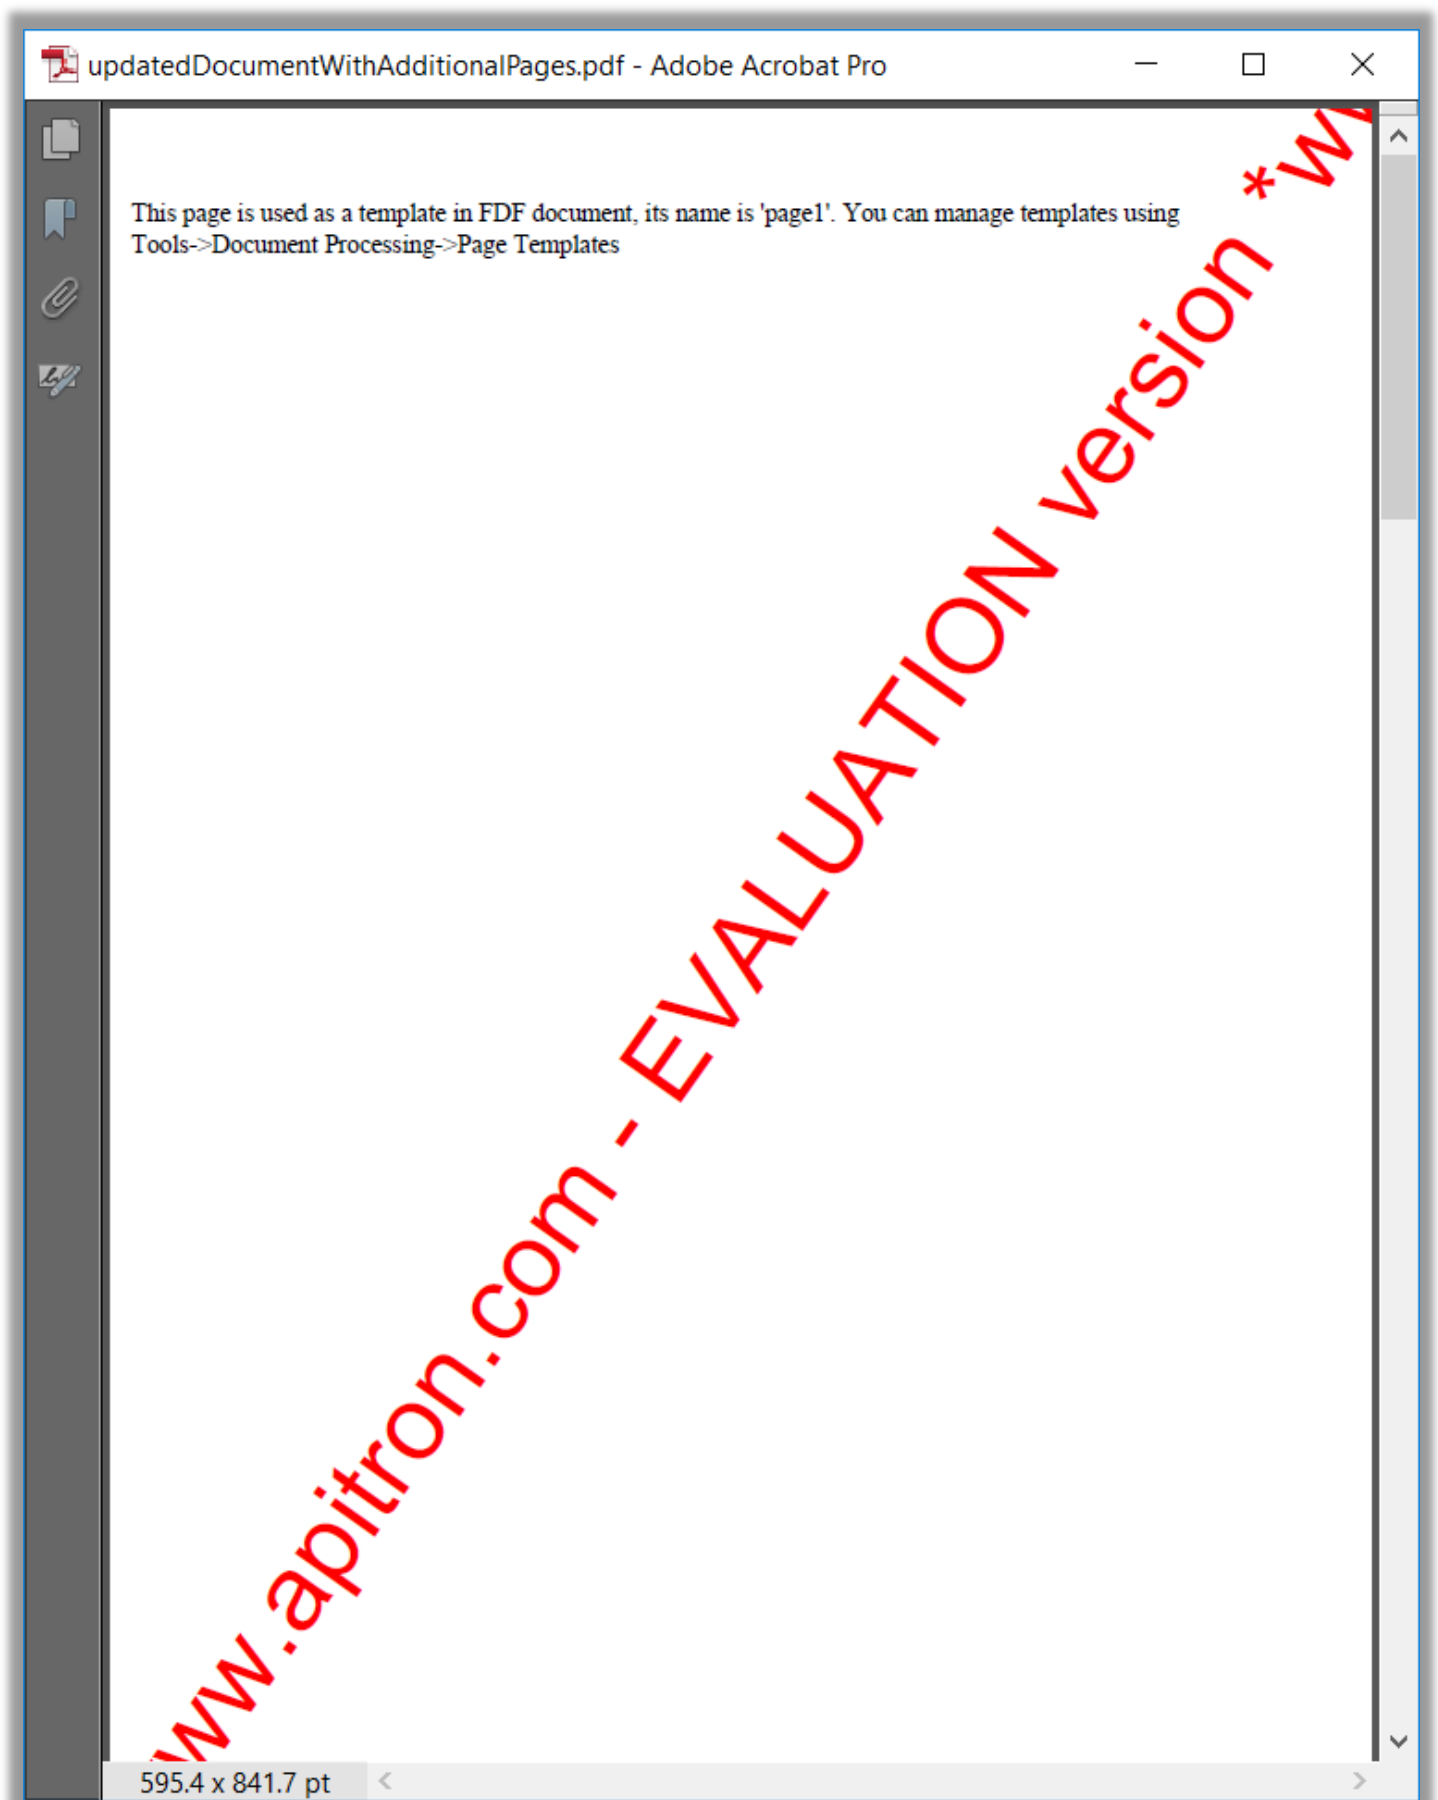 updatedDocumentWithAdditionalPages.pdf - Adobe Acrobat Pro
This page is used as a template in FDF document, its name is 'page1'. You can manage templates using
Tools->Document Processing->Page Templates
ww.apitron.com - EVALUATION version *w
595.4 x 841.7 pt